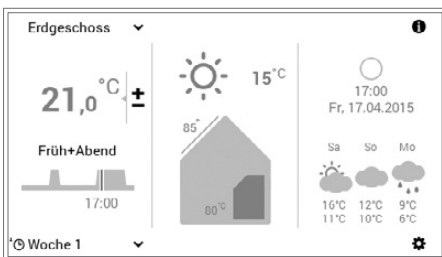 Erdgeschoss
21,0 °C ±
Früh+Abend
17:00
Woche 1
15°C
85°
80°C
17:00
Fr, 17.04.2015
Sa So Mo
16°C 12°C 9°C
11°C 10°C 6°C